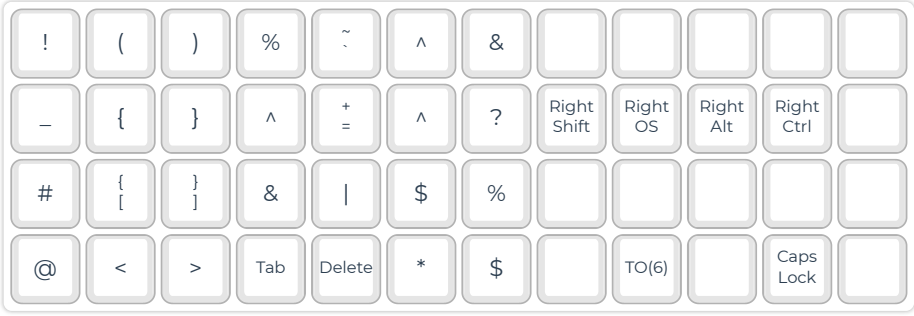 ! ( ) % ~ ^ &
`
_ { } ^ + ^ ? Right Right Right Right
= Shift OS Alt Ctrl
# { } & | $ %
[ ]
@ < > Tab Delete * $ TO(6) Caps
Lock